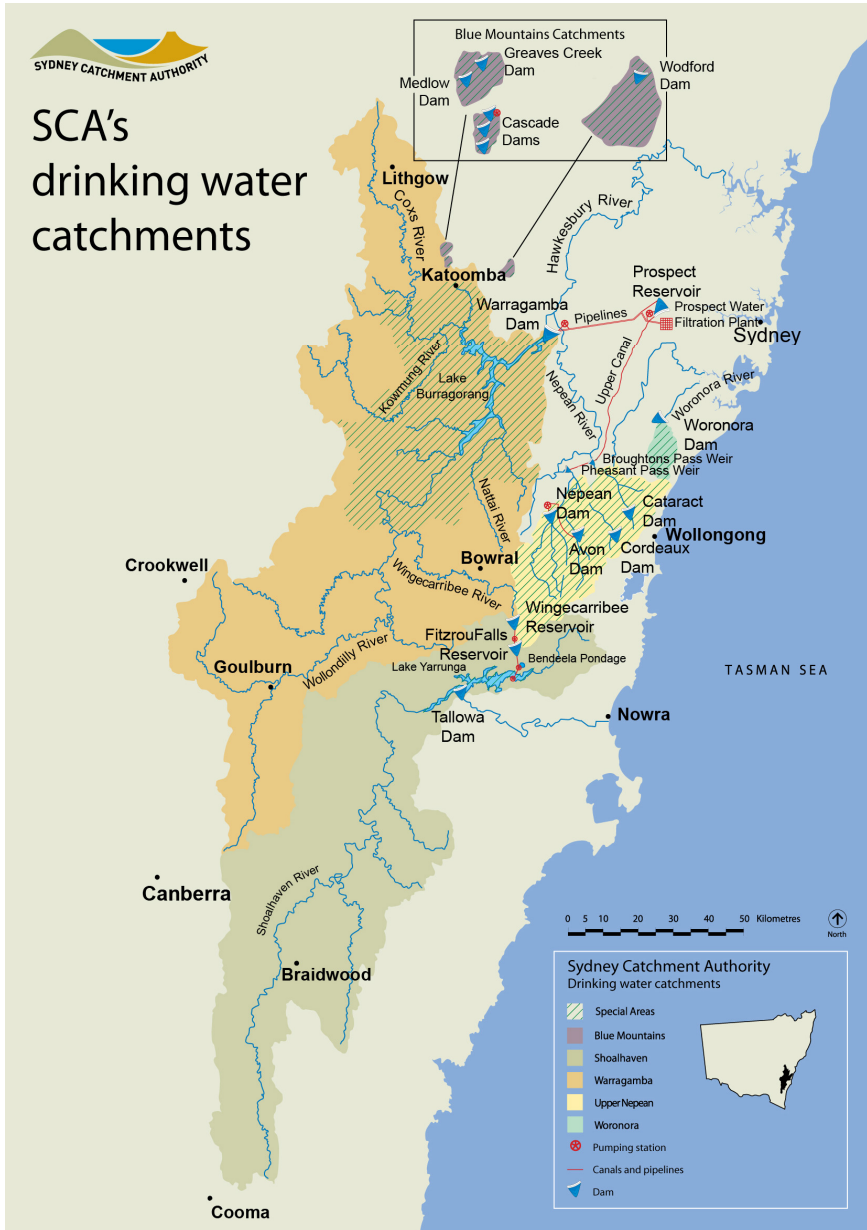 SYDNEY CATCHMENT AUTHORITY
SCA's
drinking water
catchments
Blue Mountains Catchments
Greaves Creek
Dam
Medlow
Dam
Cascade
Dams
Wodford
Dam
Lithgow
Coxs River
Hawkesbury River
Katoomba
Prospect
Reservoir
Warragamba
Dam
Pipelines
Prospect Water
Filtration Plant
Sydney
Kowmung River
Lake
Burragorang
Nepean River
Upper Canal
Woronora River
Woronora
Dam
Broughtons Pass Weir
Pheasant Pass Weir
Nattai River
Nepean
Dam
Cataract
Dam
Wollongong
Avon
Dam
Cordeaux
Dam
Bowral
Crookwell
Wingecarribee River
Wingecarribee
Reservoir
FitzrouFalls
Reservoir
Wollondilly River
Goulburn
Lake Yarrunga
Bendeela Pondage
TASMAN SEA
Tallowa
Dam
Nowra
Shoalhaven River
Canberra
Braidwood
Cooma
0 5 10 20 30 40 50 Kilometres
North
Sydney Catchment Authority
Drinking water catchments
Special Areas
Blue Mountains
Shoalhaven
Warragamba
Upper Nepean
Woronora
Pumping station
Canals and pipelines
Dam